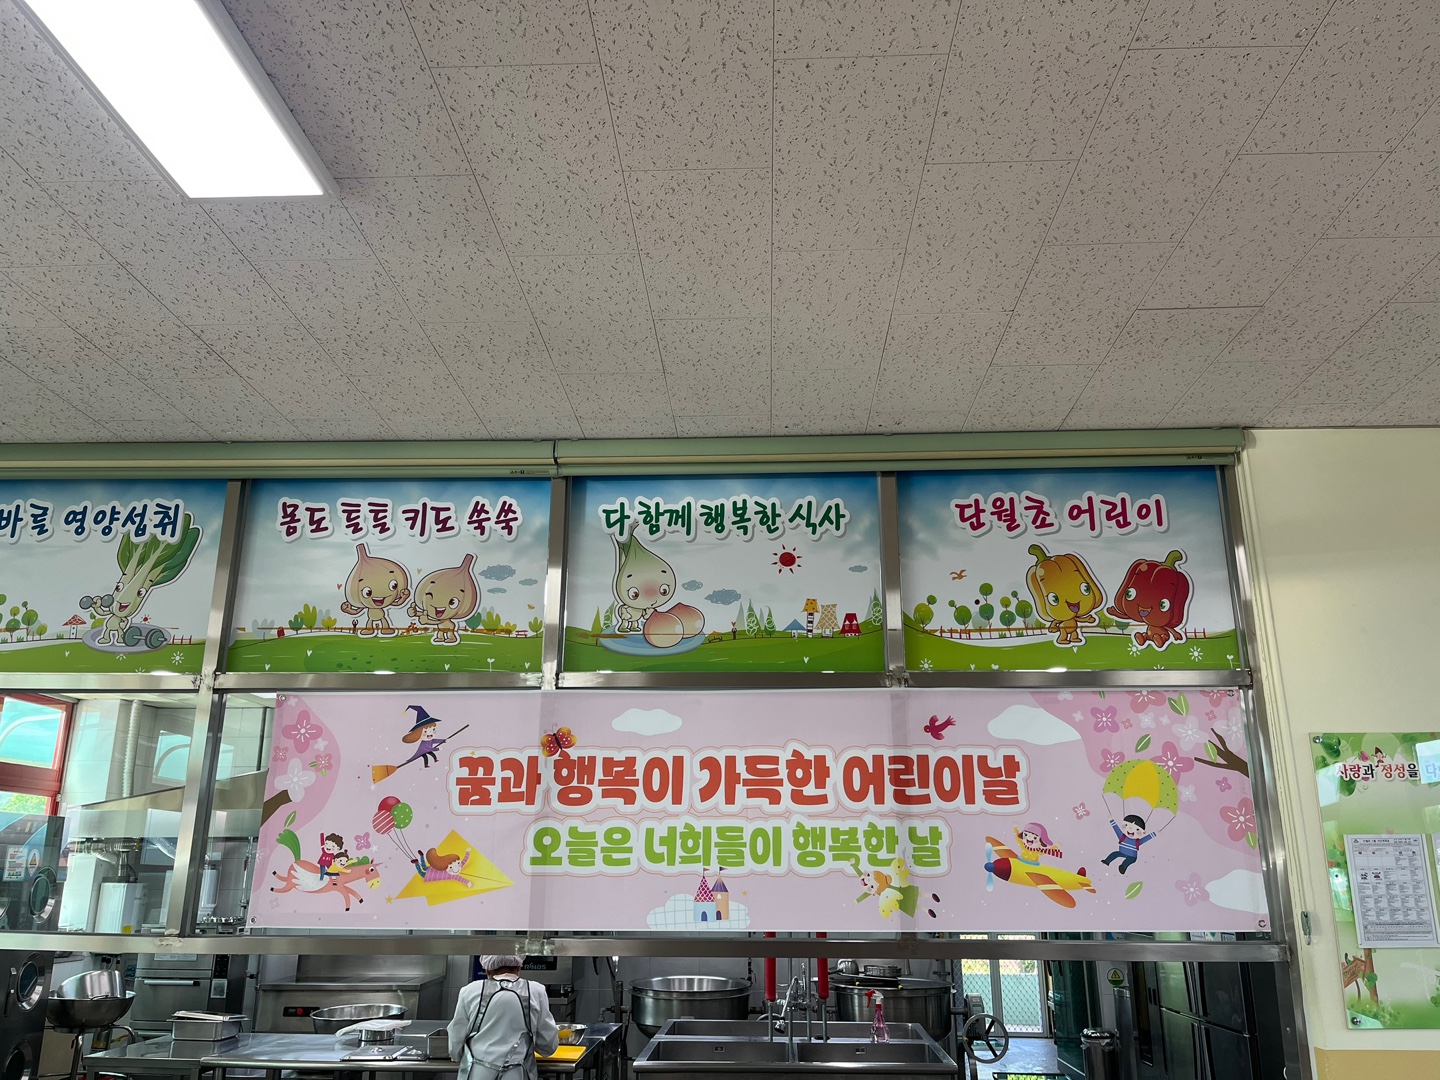 바른 영양섭취
몸도 튼튼 키도 쑥쑥
다 함께 행복한 식사
단월초 어린이
꿈과 행복이 가득한 어린이날
오늘은 너희들이 행복한 날
사랑과 정성을